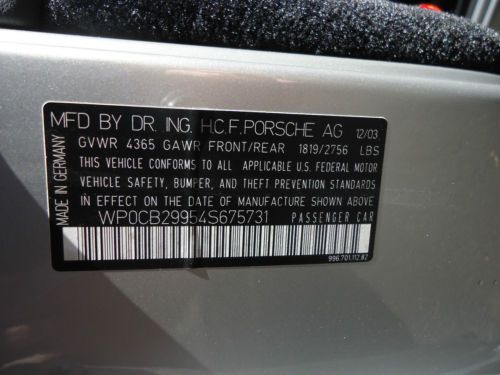 MFD BY DR. ING. H.C.F. PORSCHE AG 12/03
GVWR 4365 GAWR FRONT/REAR 1819/2756 LBS
THIS VEHICLE CONFORMS TO ALL APPLICABLE U.S. FEDERAL MOTOR
VEHICLE SAFETY, BUMPER, AND THEFT PREVENTION STANDARDS
IN EFFECT ON THE DATE OF MANUFACTURE SHOWN ABOVE
WP0CB29954S675731 PASSENGER CAR
MADE IN GERMANY
996.701.112.82